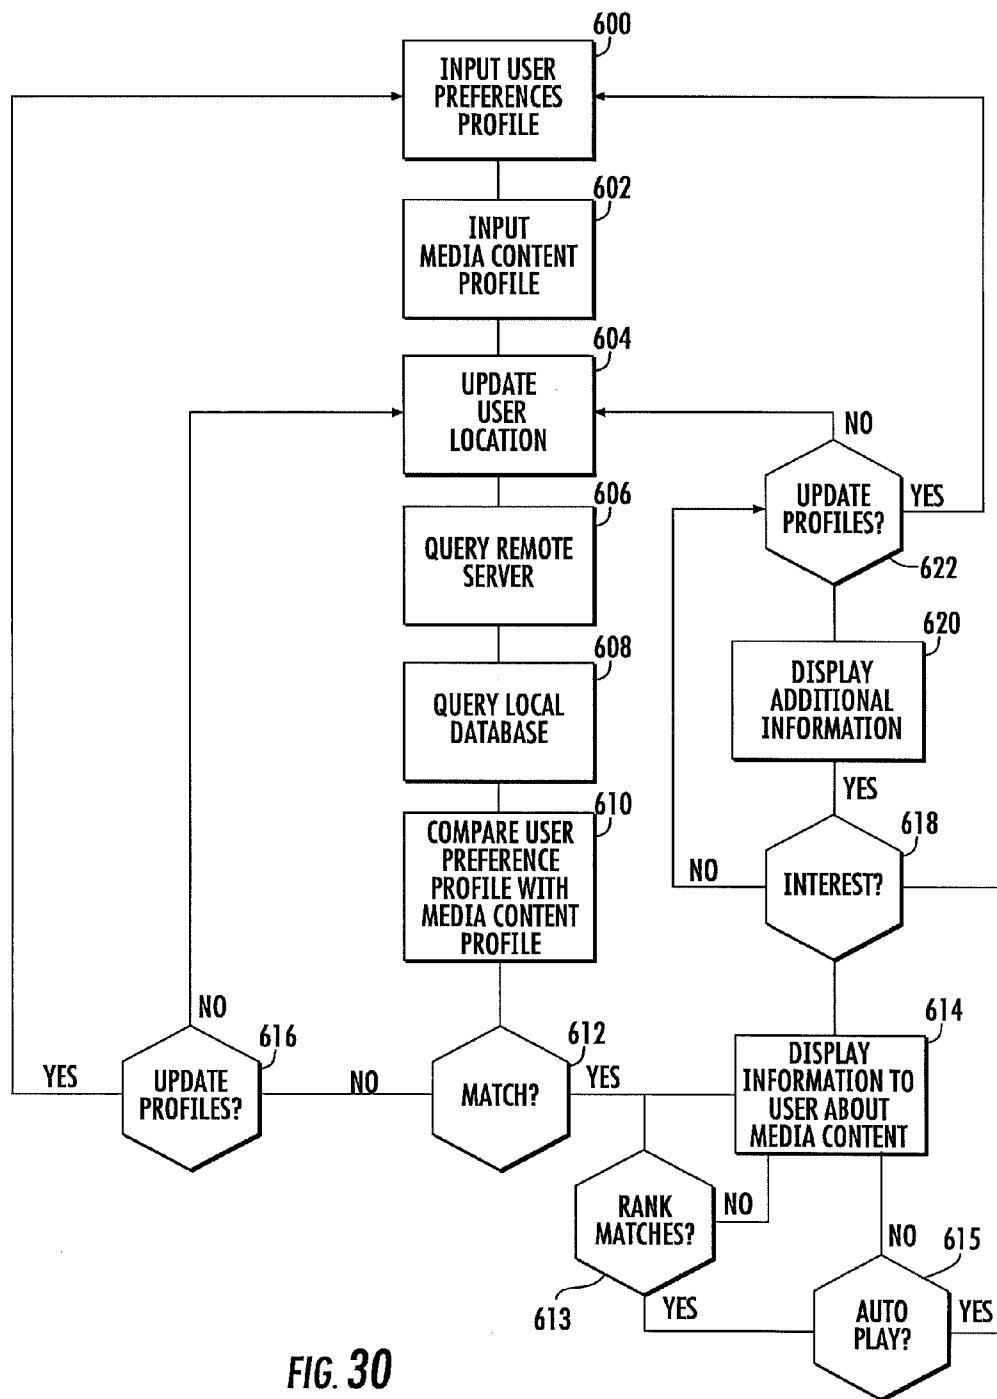 600
INPUT USER
PREFERENCES
PROFILE
602
INPUT
MEDIA CONTENT
PROFILE
604
UPDATE
USER
LOCATION
NO
606
QUERY REMOTE
SERVER
UPDATE
PROFILES?
YES
622
608
QUERY LOCAL
DATABASE
620
DISPLAY
ADDITIONAL
INFORMATION
YES
610
COMPARE USER
PREFERENCE
PROFILE WITH
MEDIA CONTENT
PROFILE
618
NO
INTEREST?
NO
616
YES
UPDATE
PROFILES?
NO
612
MATCH?
YES
614
DISPLAY
INFORMATION TO
USER ABOUT
MEDIA CONTENT
RANK
MATCHES?
NO
613
YES
NO
615
AUTO
PLAY?
YES
FIG. 30